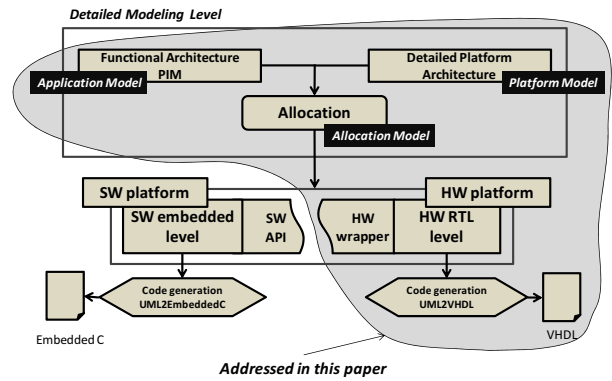 Detailed Modeling Level
Functional Architecture
PIM
Application Model
Detailed Platform
Architecture
Platform Model
Allocation
Allocation Model
SW platform
HW platform
SW embedded
level
SW
API
HW
wrapper
HW RTL
level
Code generation
UML2EmbeddedC
Code generation
UML2VHDL
Embedded C
VHDL
Addressed in this paper